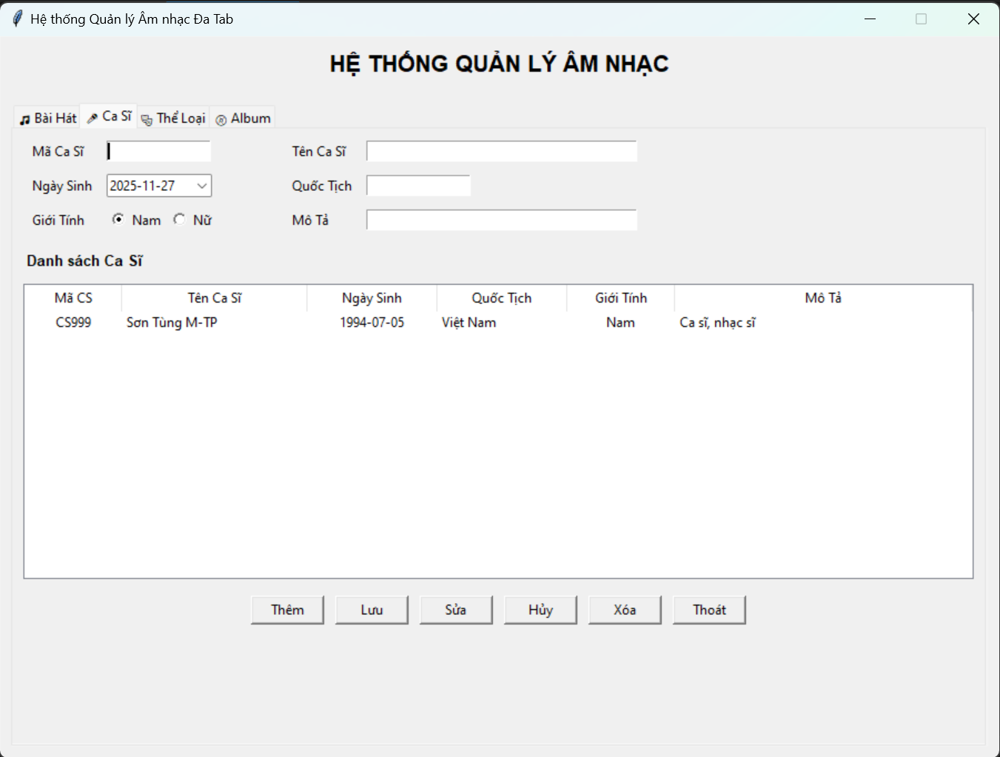 Hệ thống Quản lý Âm nhạc Đa Tab
HỆ THỐNG QUẢN LÝ ÂM NHẠC
Bài Hát Ca Sĩ Thể Loại Album
Mã Ca Sĩ Tên Ca Sĩ
Ngày Sinh 2025-11-27 Quốc Tịch
Giới Tính Nam Nữ Mô Tả
Danh sách Ca Sĩ
Mã CS Tên Ca Sĩ Ngày Sinh Quốc Tịch Giới Tính Mô Tả
CS999 Sơn Tùng M-TP 1994-07-05 Việt Nam Nam Ca sĩ, nhạc sĩ
Thêm Lưu Sửa Hủy Xóa Thoát